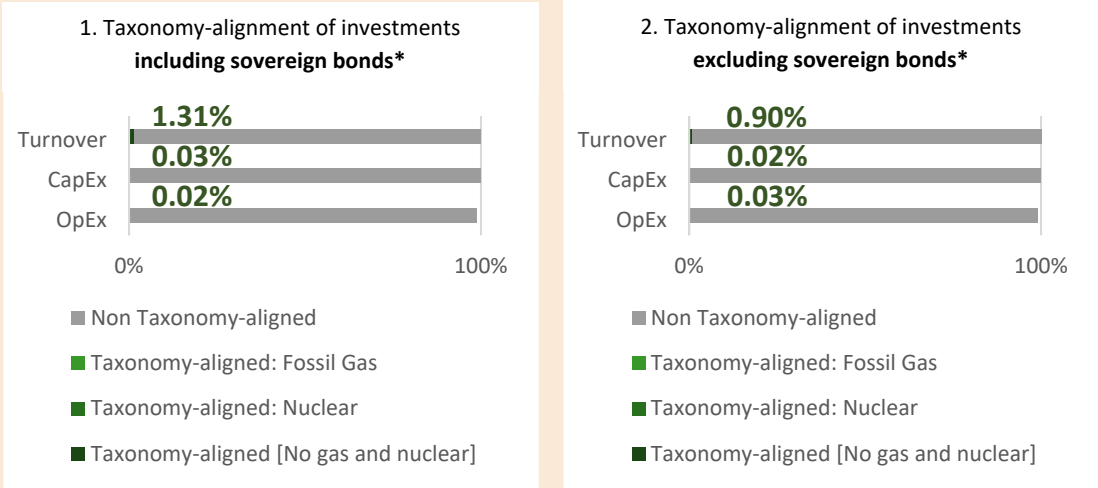 1. Taxonomy-alignment of investments
including sovereign bonds*
1.31%
Turnover
0.03%
CapEx
0.02%
OpEx
0%
100%
Non Taxonomy-aligned
Taxonomy-aligned: Fossil Gas
Taxonomy-aligned: Nuclear
Taxonomy-aligned [No gas and nuclear]
2. Taxonomy-alignment of investments
excluding sovereign bonds*
0.90%
Turnover
0.02%
CapEx
0.03%
OpEx
0%
100%
Non Taxonomy-aligned
Taxonomy-aligned: Fossil Gas
Taxonomy-aligned: Nuclear
Taxonomy-aligned [No gas and nuclear]